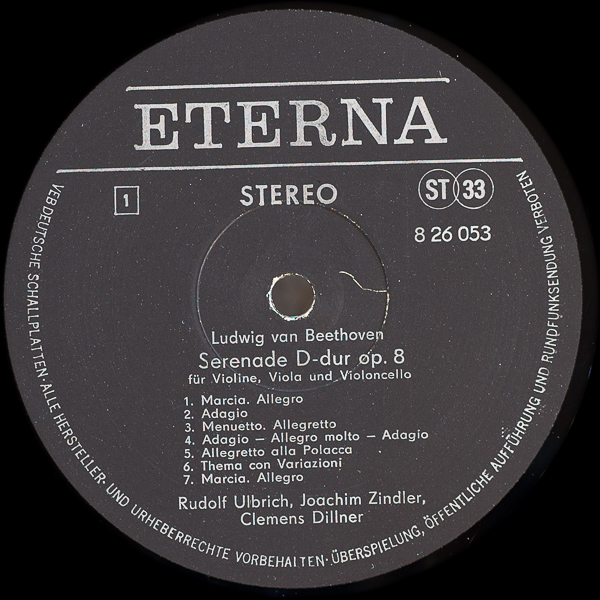 ETERNA
1
STEREO
ST 33
8 26 053
Ludwig van Beethoven
Serenade D-dur op. 8
für Violine, Viola und Violoncello
1. Marcia. Allegro
2. Adagio
3. Menuetto. Allegretto
4. Adagio – Allegro molto – Adagio
5. Allegretto alla Polacca
6. Thema con Variazioni
7. Marcia. Allegro
Rudolf Ulbrich, Joachim Zindler,
Clemens Dillner
VEB DEUTSCHE SCHALLPLATTEN · ALLE HERSTELLER- UND URHEBERRECHTE VORBEHALTEN · ÜBERSPIELUNG, ÖFFENTLICHE AUFFÜHRUNG UND RUNDFUNKSENDUNG VERBOTEN